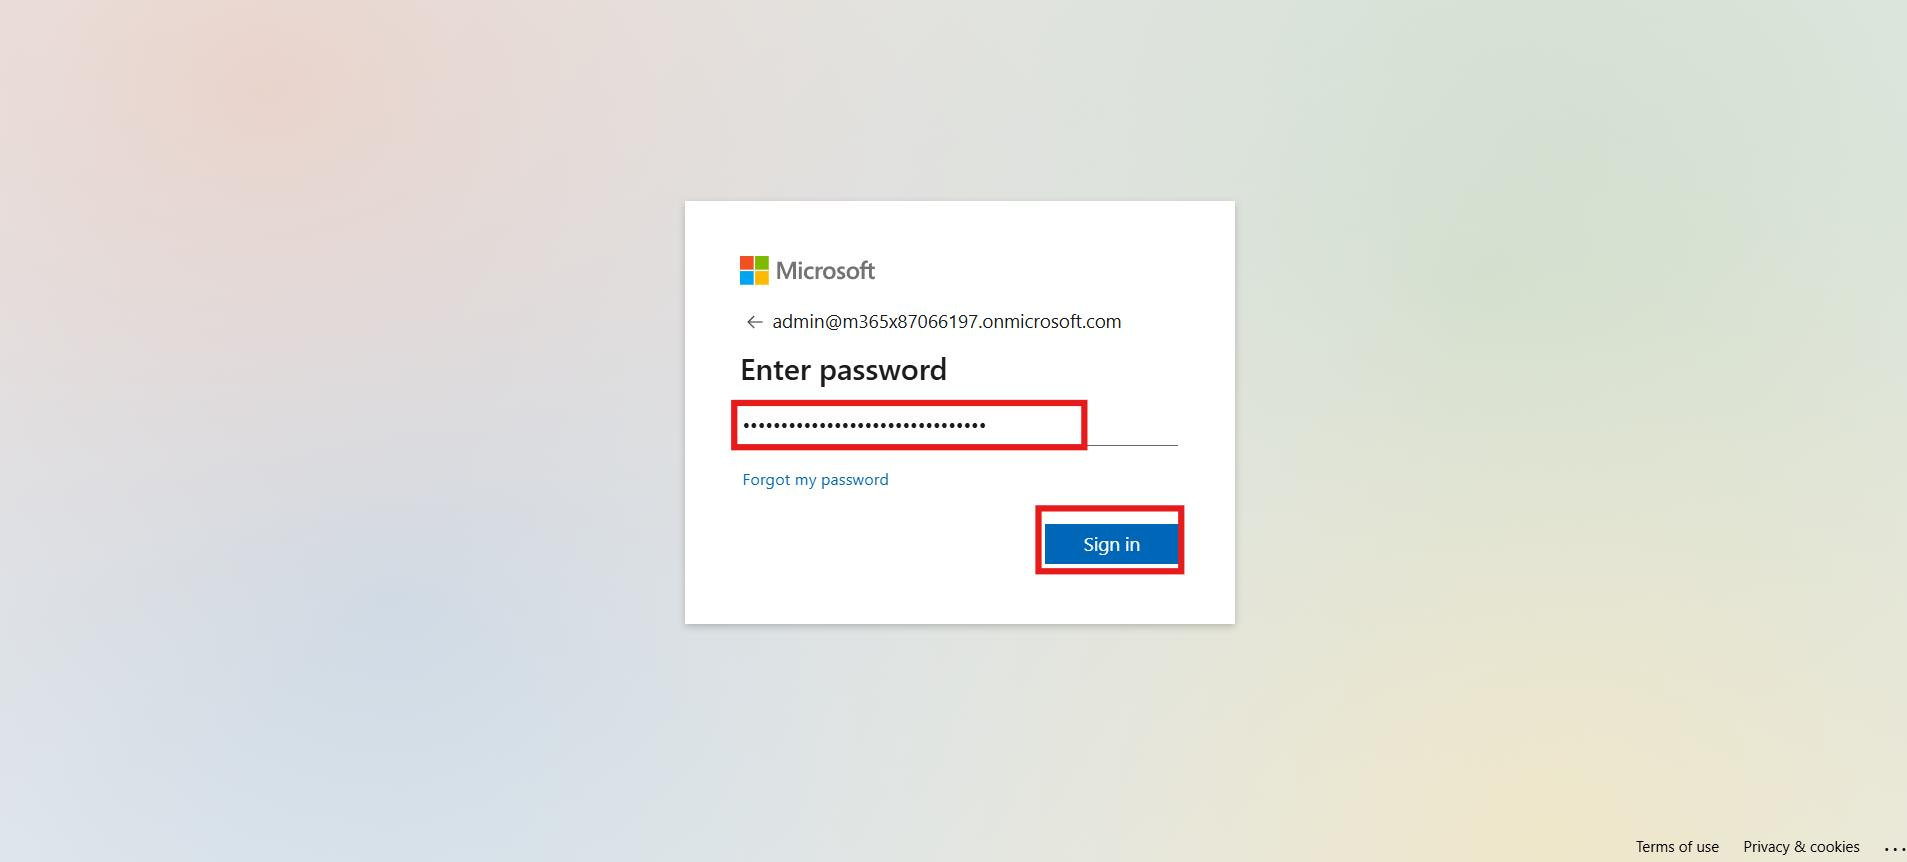 Microsoft
← admin@m365x87066197.onmicrosoft.com
Enter password
••••••••••••••••••••••••••••••••
Forgot my password
Sign in
Terms of use Privacy & cookies ...